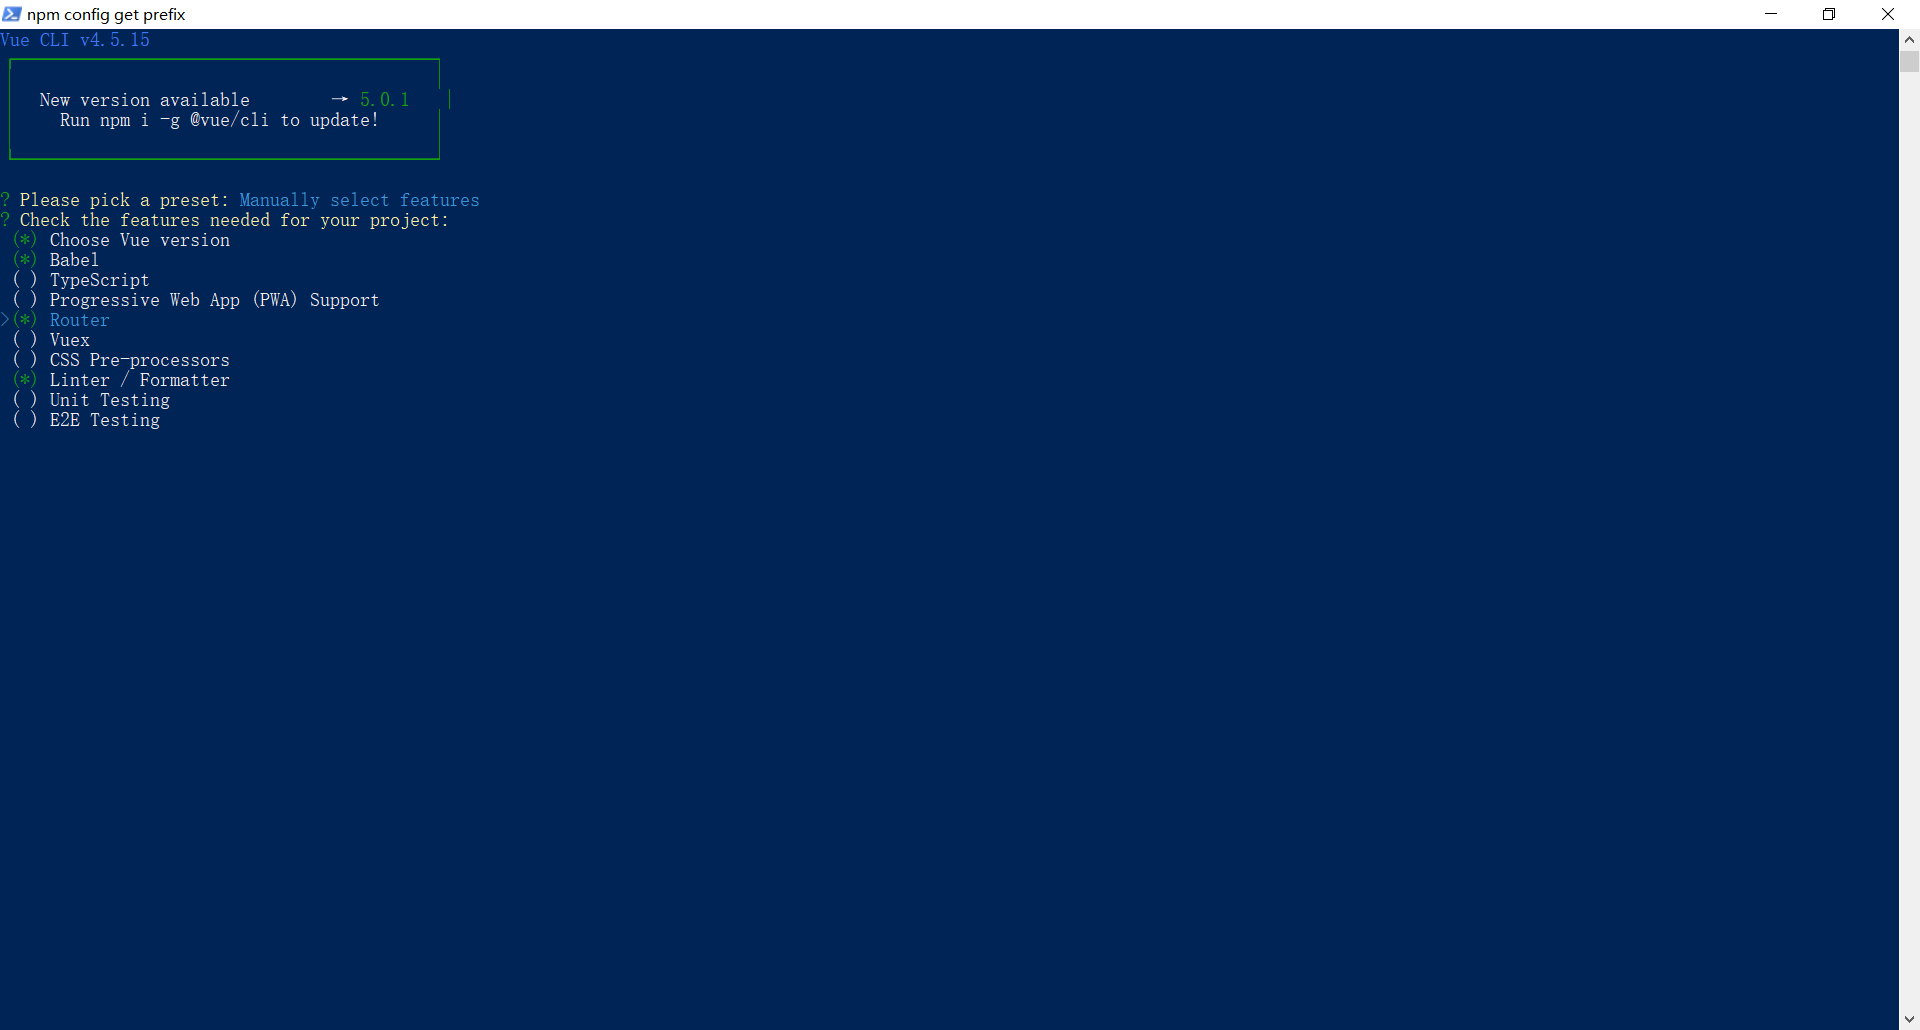 npm config get prefix
Vue CLI v4.5.15
New version available → 5.0.1
Run npm i -g @vue/cli to update!
? Please pick a preset: Manually select features
? Check the features needed for your project:
(*) Choose Vue version
(*) Babel
( ) TypeScript
( ) Progressive Web App (PWA) Support
>(*) Router
( ) Vuex
( ) CSS Pre-processors
(*) Linter / Formatter
( ) Unit Testing
( ) E2E Testing